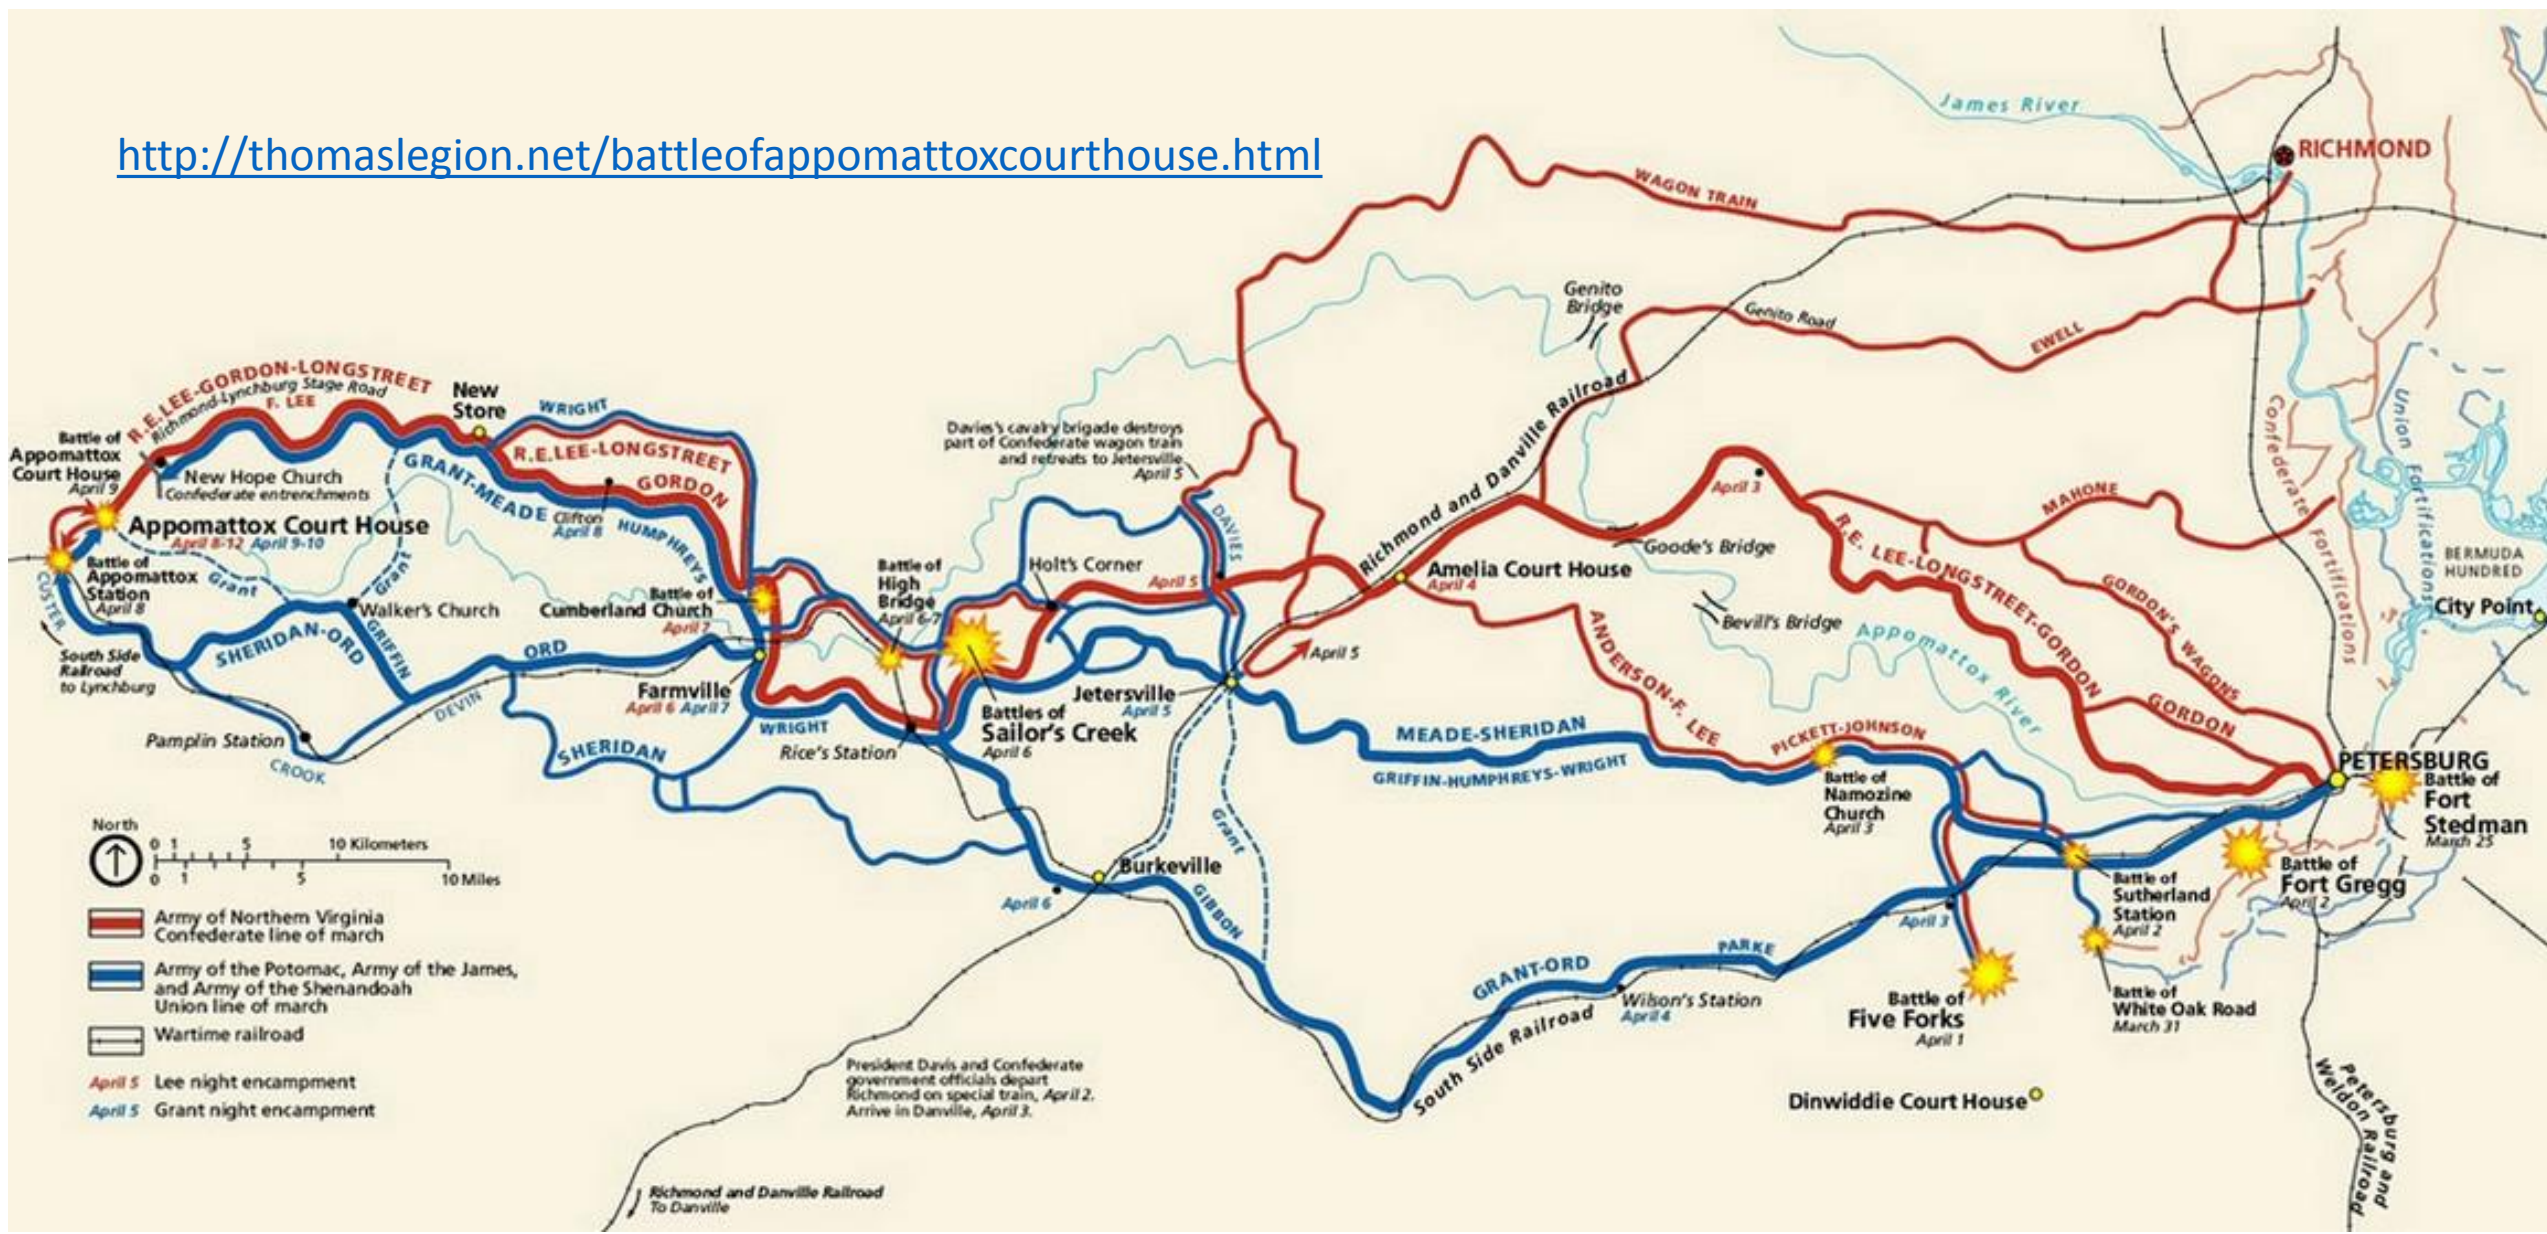 http://thomaslegion.net/battleofappomattoxcourthouse.html
James River
RICHMOND
WAGON TRAIN
Genito
Bridge
Genito Road
EWELL
R.E.LEE-GORDON-LONGSTREET
Richmond-Lynchburg Stage Road
F. LEE
New
Store
WRIGHT
R.E.LEE-LONGSTREET
GORDON
Battle of
Appomattox
Court House
April 9
New Hope Church
Confederate entrenchments
GRANT-MEADE
Clifton
April 8
HUMPHREYS
Appomattox Court House
April 8-12 April 9-10
Battle of
Appomattox
Station
April 8
CUSTER
South Side
Railroad
to Lynchburg
Grant
Grant
Walker's Church
SHERIDAN-ORD
GRIFFIN
Pamplin Station
CROOK
DEVIN
ORD
SHERIDAN
Battle of
Cumberland Church
April 7
Farmville
April 6 April 7
WRIGHT
Rice's Station
Battle of
High
Bridge
April 6-7
Davies's cavalry brigade destroys
part of Confederate wagon train
and retreats to Jetersville
April 5
DAVIES
Holt's Corner
April 5
Battles of
Sailor's Creek
April 6
Jetersville
April 5
April 5
Richmond and Danville Railroad
Amelia Court House
April 4
Goode's Bridge
April 3
Bevill's Bridge
Appomattox River
MAHONE
R.E. LEE-LONGSTREET-GORDON
GORDON'S WAGONS
GORDON
ANDERSON-F. LEE
PICKETT-JOHNSON
MEADE-SHERIDAN
GRIFFIN-HUMPHREYS-WRIGHT
Battle of
Namozine
Church
April 3
Confederate Fortifications
Union Fortifications
BERMUDA
HUNDRED
City Point
PETERSBURG
Battle of
Fort
Stedman
March 25
Battle of
Fort Gregg
April 2
Battle of
Sutherland
Station
April 2
Battle of
White Oak Road
March 31
April 3
Battle of
Five Forks
April 1
Dinwiddie Court House
Petersburg and
Weldon Railroad
Grant
Burkeville
April 6
GIBBON
GRANT-ORD
PARKE
Wilson's Station
April 4
South Side Railroad
President Davis and Confederate
government officials depart
Richmond on special train, April 2.
Arrive in Danville, April 3.
Richmond and Danville Railroad
To Danville
North
0 1 5 10 Kilometers
0 1 5 10 Miles
Army of Northern Virginia
Confederate line of march
Army of the Potomac, Army of the James,
and Army of the Shenandoah
Union line of march
Wartime railroad
April 5 Lee night encampment
April 5 Grant night encampment